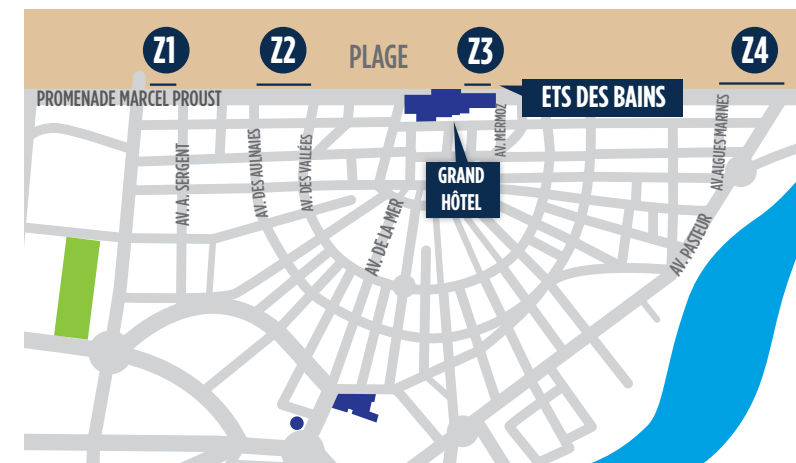 Z1
Z2
PLAGE
Z3
Z4
ETS DES BAINS
PROMENADE MARCEL PROUST
AV. A. SERGENT
AV. DES AULNAIES
AV. DES VALLÉES
AV. DE LA MER
GRAND
HÔTEL
AV. MERMOZ
AV. PASTEUR
AV.ALGUES MARINES